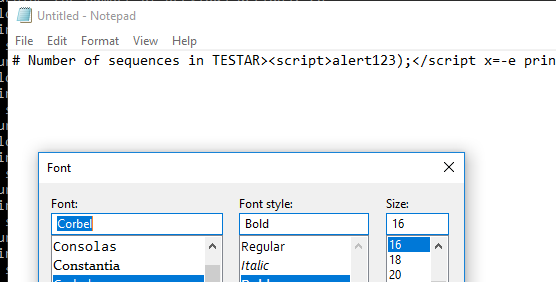 Untitled - Notepad
File Edit Format View Help
# Number of sequences in TESTAR><script>alert123);</script x=-e prin
Font
Font: Font style: Size:
Corbel Bold 16
Consolas Regular 16
Constantia Italic 18
20